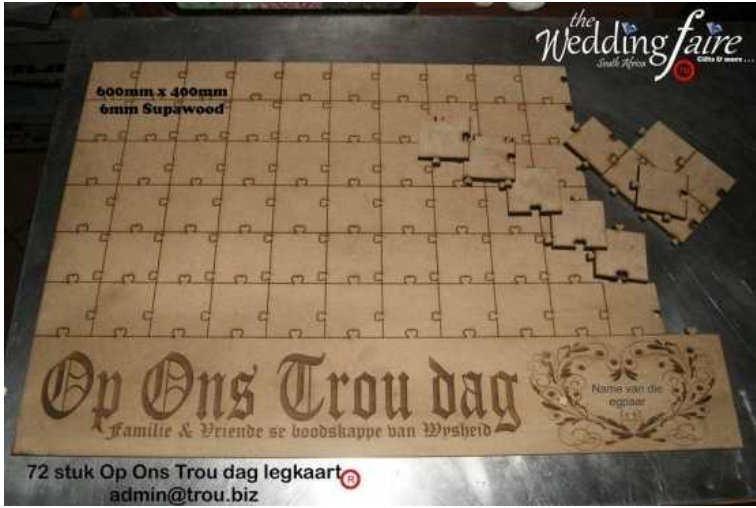 the
Wedding faire
South Africa
Gifts & more ...
600mm x 400mm
6mm Supawood
Op Ons Trou dag
Familie & Vriende se boodskappe van Wysheid
Name van die
egpaar
72 stuk Op Ons Trou dag legkaart
R
admin@trou.biz